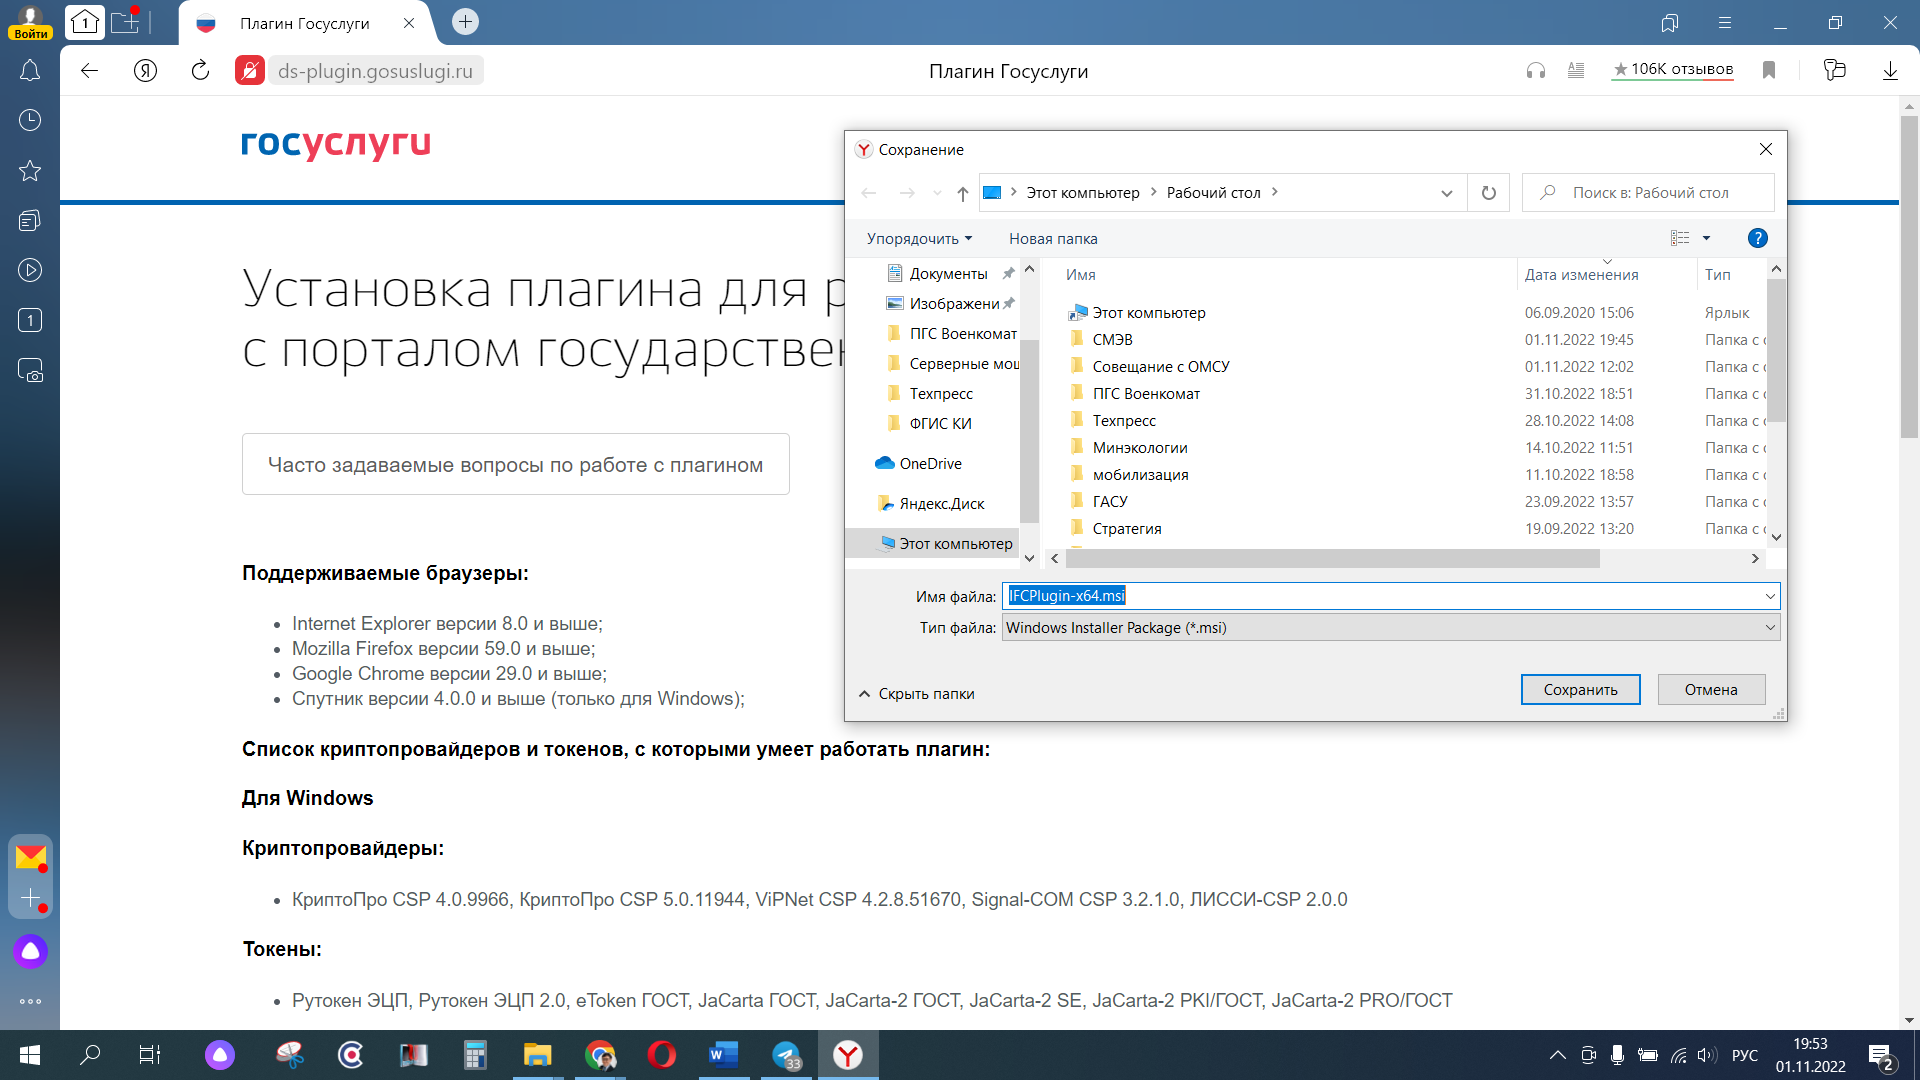 Войти
1
Плагин Госуслуги
ds-plugin.gosuslugi.ru
Плагин Госуслуги
★106K отзывов
1
госуслуги
Установка плагина для р
с порталом государствен
Часто задаваемые вопросы по работе с плагином
Поддерживаемые браузеры:
Internet Explorer версии 8.0 и выше;
Mozilla Firefox версии 59.0 и выше;
Google Chrome версии 29.0 и выше;
Спутник версии 4.0.0 и выше (только для Windows);
Список криптопровайдеров и токенов, с которыми умеет работать плагин:
Для Windows
Криптопровайдеры:
КриптоПро CSP 4.0.9966, КриптоПро CSP 5.0.11944, ViPNet CSP 4.2.8.51670, Signal-COM CSP 3.2.1.0, ЛИССИ-CSP 2.0.0
Токены:
Рутокен ЭЦП, Рутокен ЭЦП 2.0, eToken ГОСТ, JaCarta ГОСТ, JaCarta-2 ГОСТ, JaCarta-2 SE, JaCarta-2 PKI/ГОСТ, JaCarta-2 PRO/ГОСТ
Сохранение
Этот компьютер > Рабочий стол >
Поиск в: Рабочий стол
Упорядочить
Новая папка
?
Документы
Изображени
ПГС Военкомат
Серверные мощ
Техпресс
ФГИС КИ
OneDrive
Яндекс.Диск
Этот компьютер
Имя Дата изменения Тип
Этот компьютер 06.09.2020 15:06 Ярлык
СМЭВ 01.11.2022 19:45 Папка с с
Совещание с ОМСУ 01.11.2022 12:02 Папка с с
ПГС Военкомат 31.10.2022 18:51 Папка с с
Техпресс 28.10.2022 14:08 Папка с с
Минэкологии 14.10.2022 11:51 Папка с с
мобилизация 11.10.2022 18:58 Папка с с
ГАСУ 23.09.2022 13:57 Папка с с
Стратегия 19.09.2022 13:20 Папка с с
Имя файла: IFCPlugin-x64.msi
Тип файла: Windows Installer Package (*.msi)
Скрыть папки
Сохранить
Отмена
33
РУС
19:53
01.11.2022
2